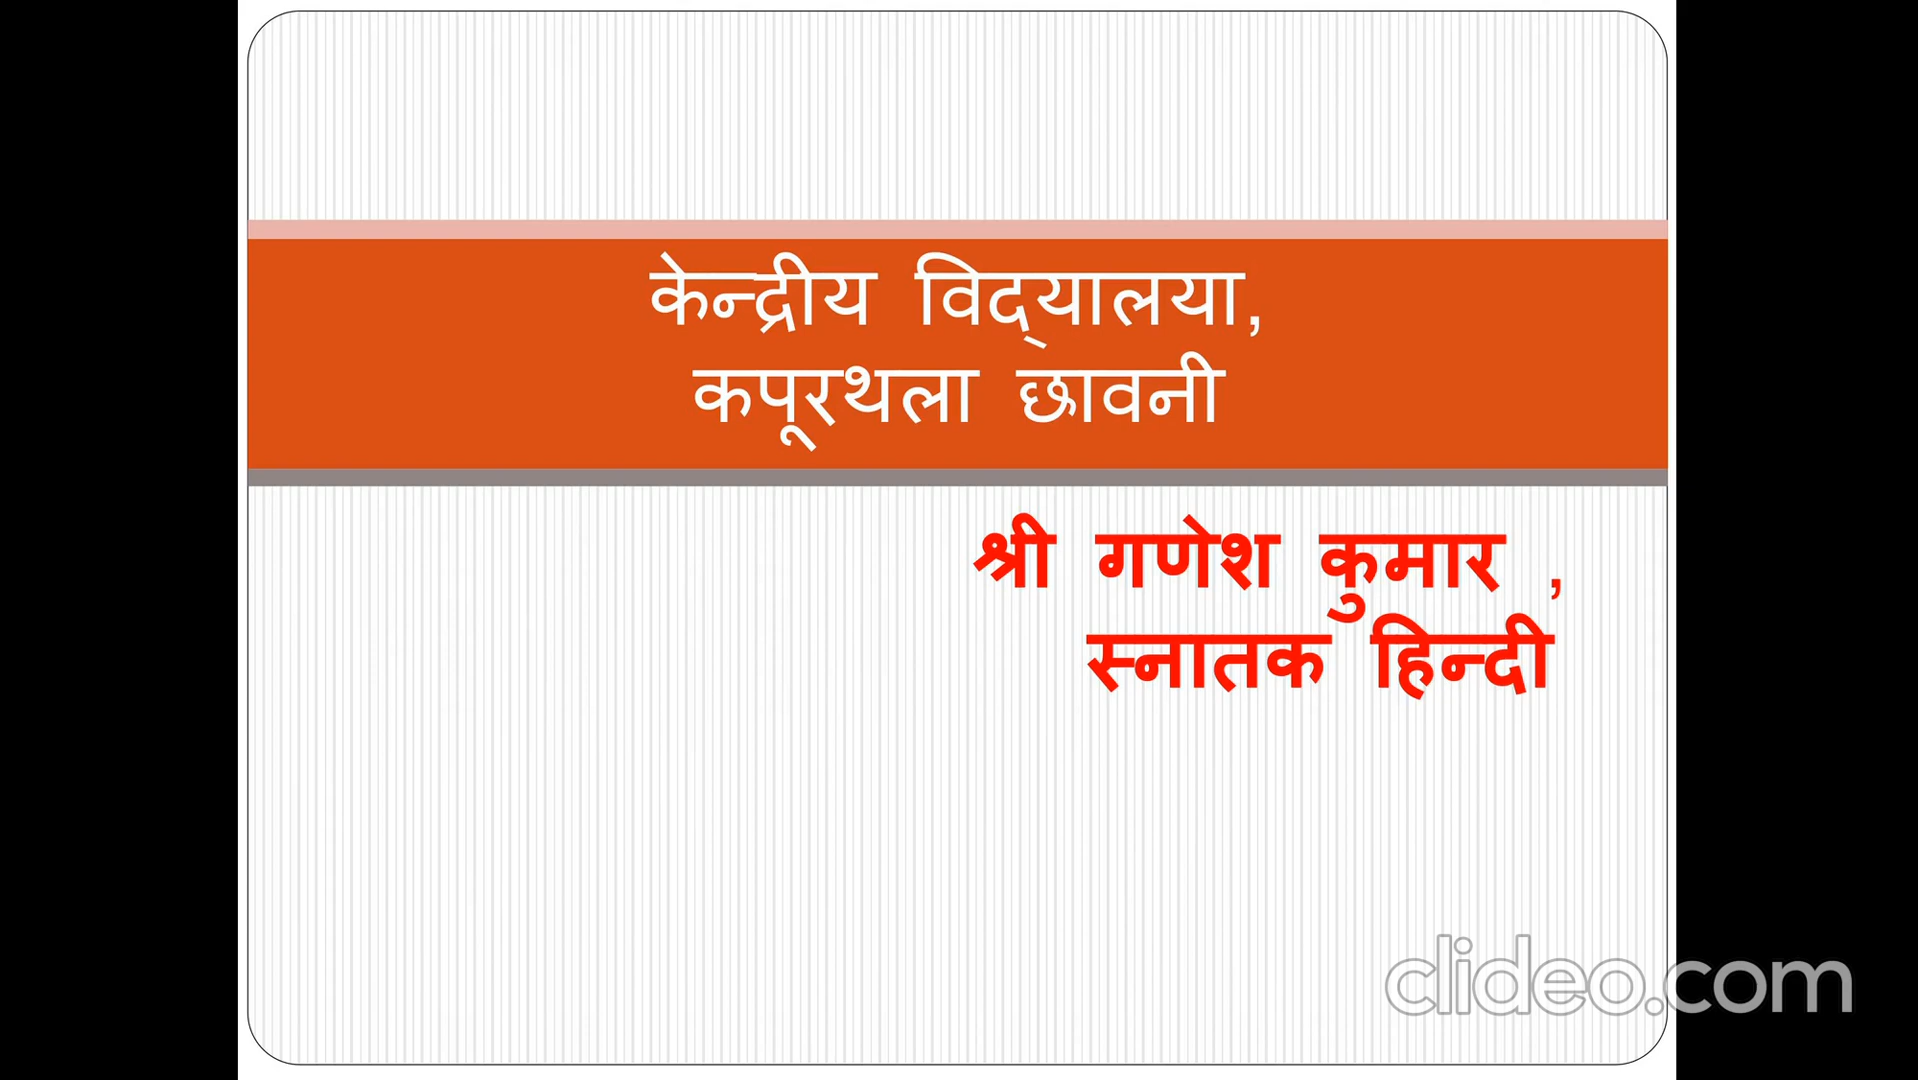 केन्द्रीय विद्यालया,
कपूरथला छावनी
श्री गणेश कुमार ,
स्नातक हिन्दी
clideo.com